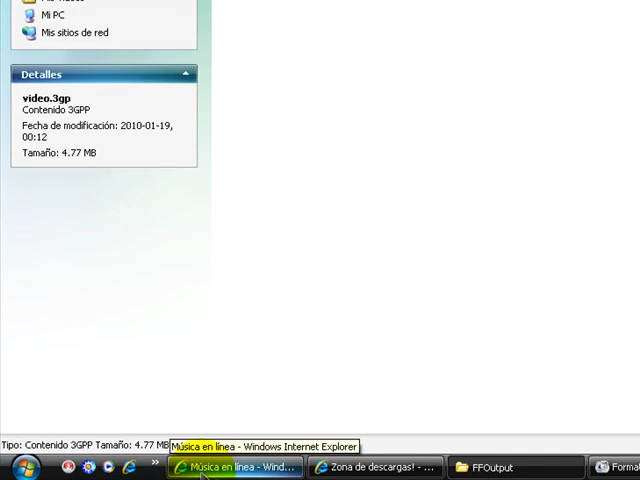 Mi PC
Mis sitios de red
Detalles
video.3gp
Contenido 3GPP
Fecha de modificación: 2010-01-19,
00:12
Tamaño: 4.77 MB
Tipo: Contenido 3GPP Tamaño: 4.77 MB
Música en línea - Windows Internet Explorer
Música en línea - Wind...
Zona de descargas! - ...
FFOutput
Forma